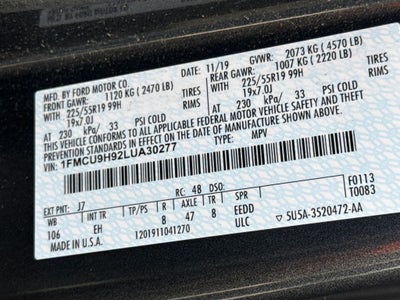 MFD. BY FORD MOTOR CO. 11/19 GVWR: 2073 KG (4570 LB)
FRONT GAWR: 1120 KG (2470 LB) REAR GAWR: 1007 KG (2220 LB)
225/55R19 99H TIRES WITH 225/55R19 99H TIRES
19x7.0J RIMS 19x7.0J RIMS
AT 230 kPa/ 33 PSI COLD AT 230 kPa/ 33 PSI COLD
THIS VEHICLE CONFORMS TO ALL APPLICABLE FEDERAL MOTOR VEHICLE SAFETY AND THEFT PREVENTION STANDARDS IN EFFECT ON THE DATE OF MANUFACTURE SHOWN ABOVE.
VIN: 1FMCU9H92LUA30277 TYPE: MPV
F0113
T0083
EXT PNT: J7 RC: 48 DSO:
WB INT TR TP/PS R AXLE TR SPR
106 EH 8 47 8 EEDD
MADE IN U.S.A. 1201911041270 ULC
5U5A-3520472-AA